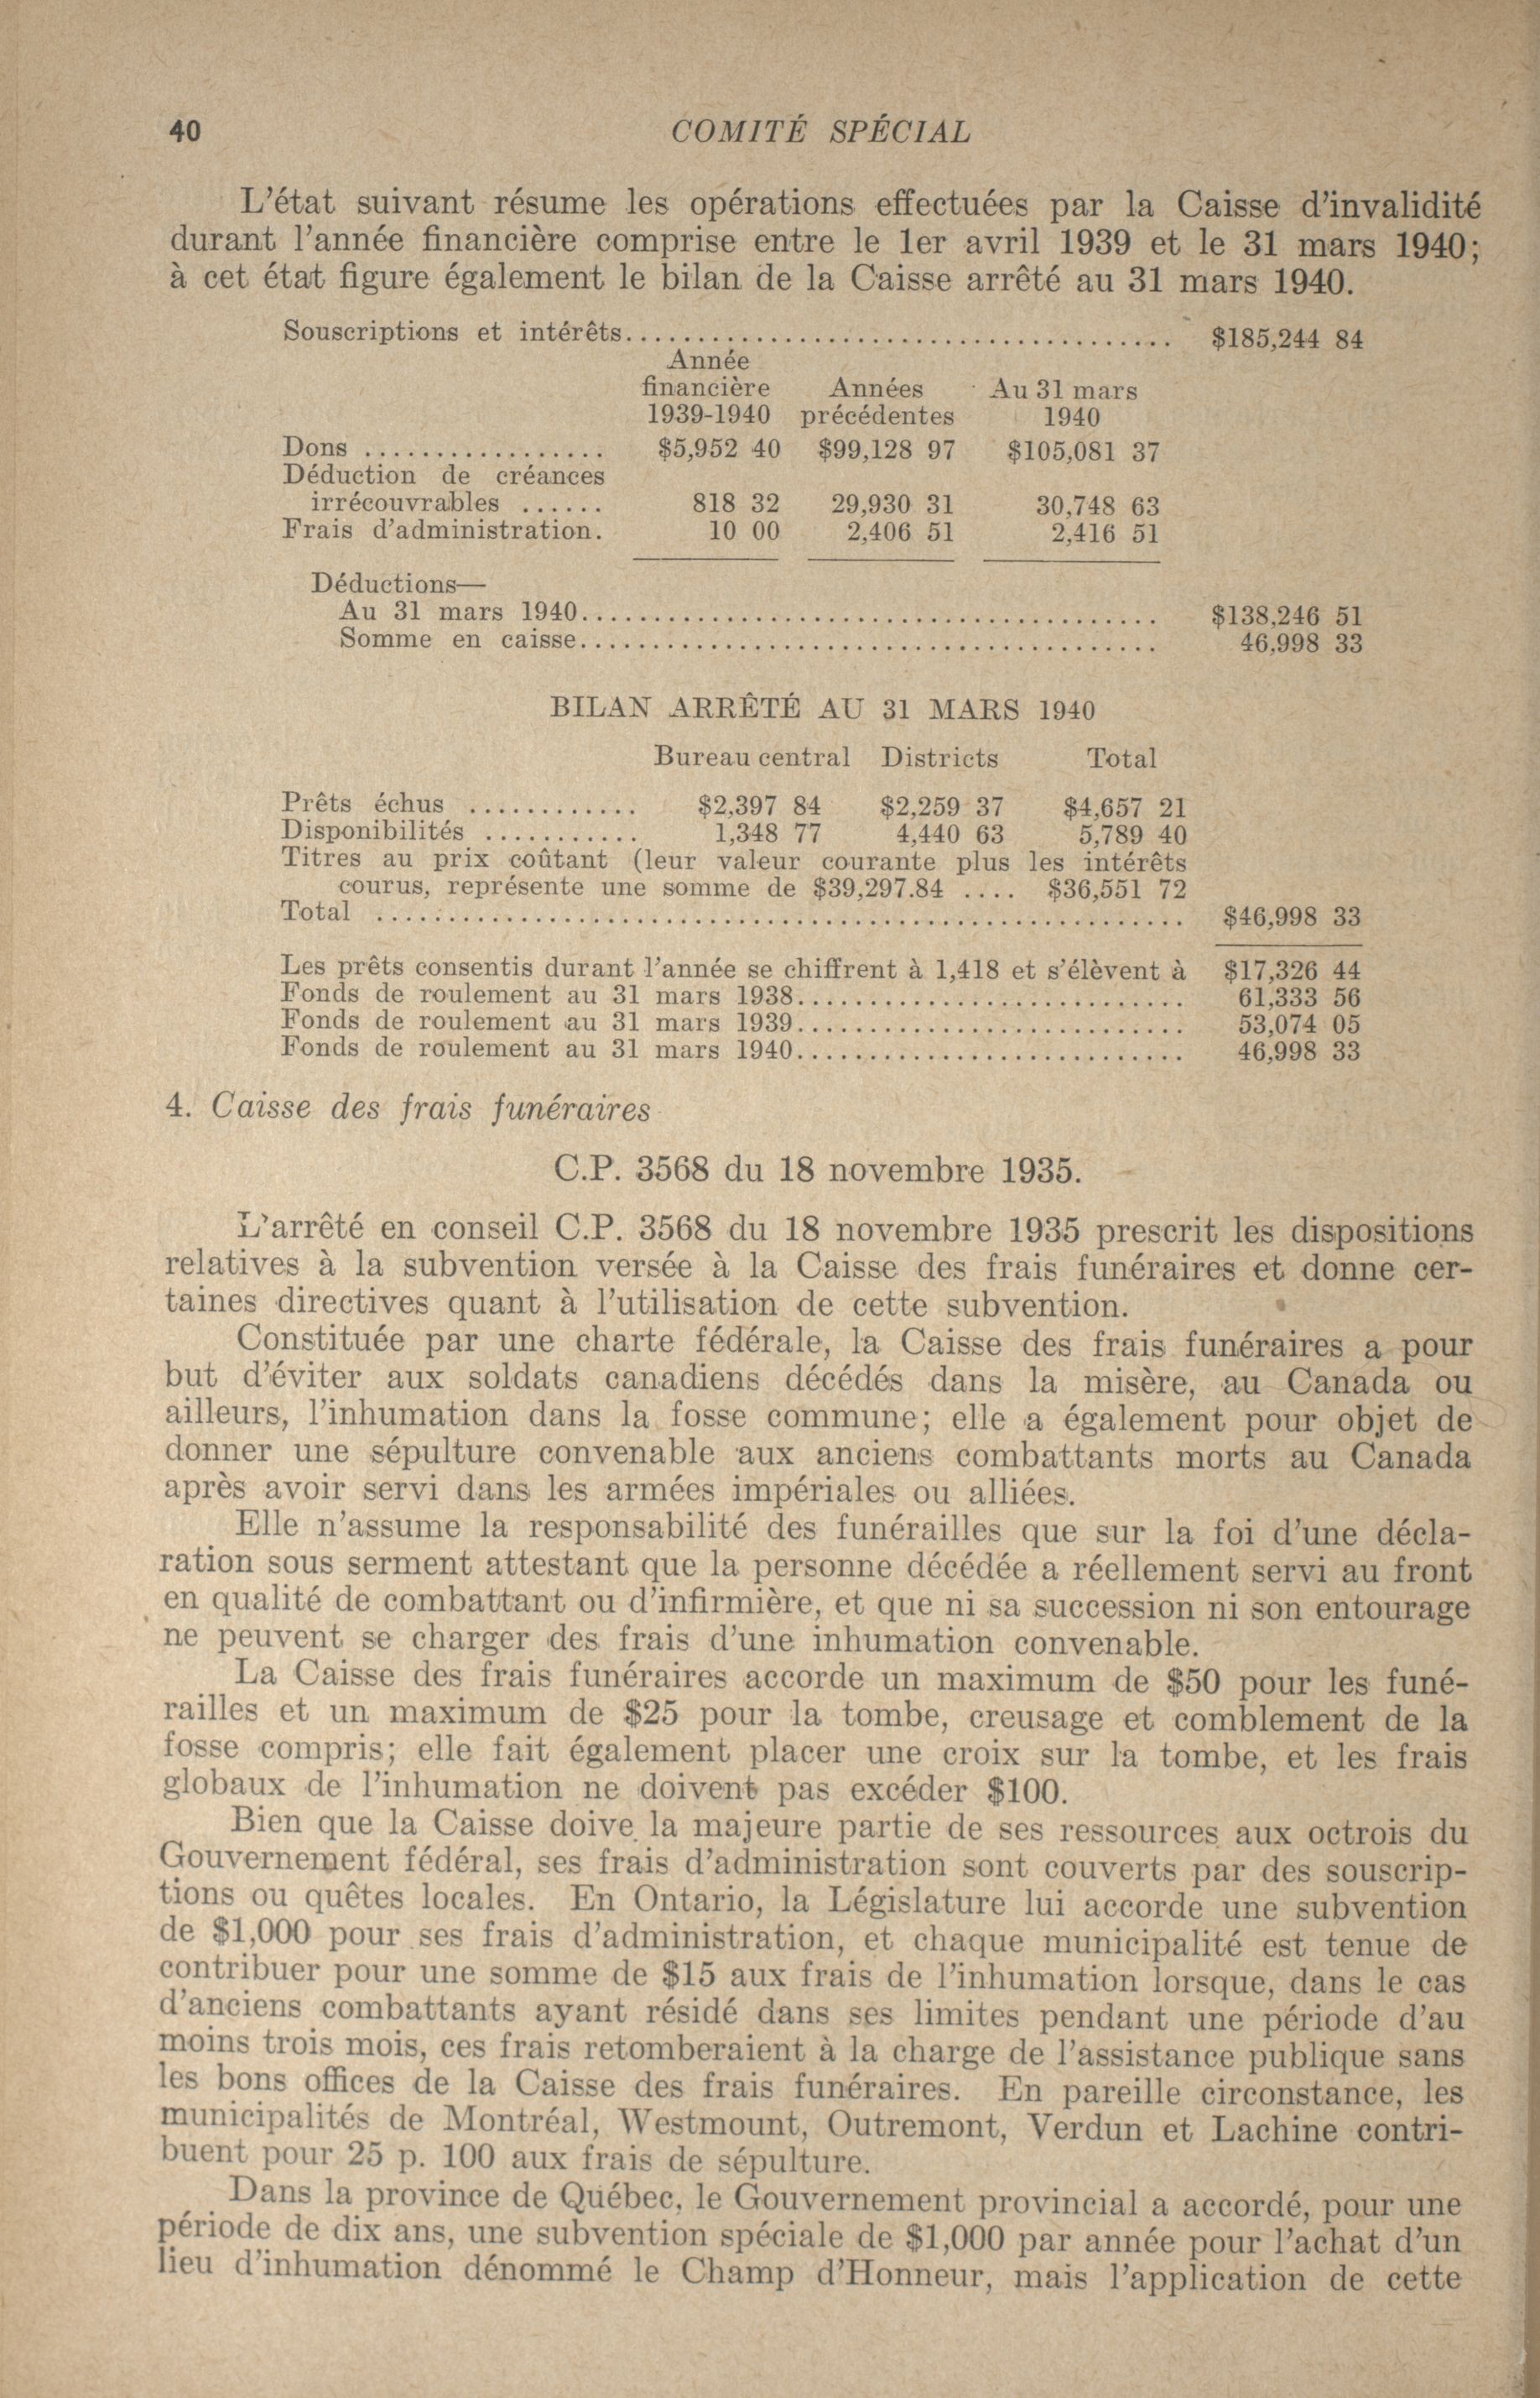 40 COMITÉ SPÉCIAL
L'état suivant résume les opérations effectuées par la Caisse d'invalidité
durant l'année financière comprise entre le 1er avril 1939 et le 31 mars 1940;
à cet état figure également le bilan de la Caisse arrêté au 31 mars 1940.
Souscriptions et intérêts...................................... $185,244 84
Année
financière Années Au 31 mars
1939-1940 précédentes 1940
Dons ................. $5,952 40 $99,128 97 $105,081 37
Déduction de créances
irrécouvrables ...... 818 32 29,930 31 30,748 63
Frais d'administration. 10 00 2,406 51 2,416 51
Déductions—
Au 31 mars 1940........................................ $138,246 51
Somme en caisse........................................ 46,998 33
BILAN ARRÊTÉ AU 31 MARS 1940
Bureau central Districts Total
Prêts échus ............ $2,397 84 $2,259 37 $4,657 21
Disponibilités ........... 1,348 77 4,440 63 5,789 40
Titres au prix coûtant (leur valeur courante plus les intérêts
courus, représente une somme de $39,297.84 .... $36,551 72
Total ........................................................ $46,998 33
Les prêts consentis durant l'année se chiffrent à 1,418 et s'élèvent à $17,326 44
Fonds de roulement au 31 mars 1938........................... 61,333 56
Fonds de roulement au 31 mars 1939........................... 53,074 05
Fonds de roulement au 31 mars 1940........................... 46,998 33
4. Caisse des frais funéraires
C.P. 3568 du 18 novembre 1935.
L'arrêté en conseil C.P. 3568 du 18 novembre 1935 prescrit les dispositions
relatives à la subvention versée à la Caisse des frais funéraires et donne cer-
taines directives quant à l'utilisation de cette subvention.
Constituée par une charte fédérale, la Caisse des frais funéraires a pour
but d'éviter aux soldats canadiens décédés dans la misère, au Canada ou
ailleurs, l'inhumation dans la fosse commune; elle a également pour objet de
donner une sépulture convenable aux anciens combattants morts au Canada
après avoir servi dans les armées impériales ou alliées.
Elle n'assume la responsabilité des funérailles que sur la foi d'une décla-
ration sous serment attestant que la personne décédée a réellement servi au front
en qualité de combattant ou d'infirmière, et que ni sa succession ni son entourage
ne peuvent se charger des frais d'une inhumation convenable.
La Caisse des frais funéraires accorde un maximum de $50 pour les funé-
railles et un maximum de $25 pour la tombe, creusage et comblement de la
fosse compris; elle fait également placer une croix sur la tombe, et les frais
globaux de l'inhumation ne doivent pas excéder $100.
Bien que la Caisse doive la majeure partie de ses ressources aux octrois du
Gouvernement fédéral, ses frais d'administration sont couverts par des souscrip-
tions ou quêtes locales. En Ontario, la Législature lui accorde une subvention
de $1,000 pour ses frais d'administration, et chaque municipalité est tenue de
contribuer pour une somme de $15 aux frais de l'inhumation lorsque, dans le cas
d'anciens combattants ayant résidé dans ses limites pendant une période d'au
moins trois mois, ces frais retomberaient à la charge de l'assistance publique sans
les bons offices de la Caisse des frais funéraires. En pareille circonstance, les
municipalités de Montréal, Westmount, Outremont, Verdun et Lachine contri-
buent pour 25 p. 100 aux frais de sépulture.
Dans la province de Québec, le Gouvernement provincial a accordé, pour une
période de dix ans, une subvention spéciale de $1,000 par année pour l'achat d'un
lieu d'inhumation dénommé le Champ d'Honneur, mais l'application de cette